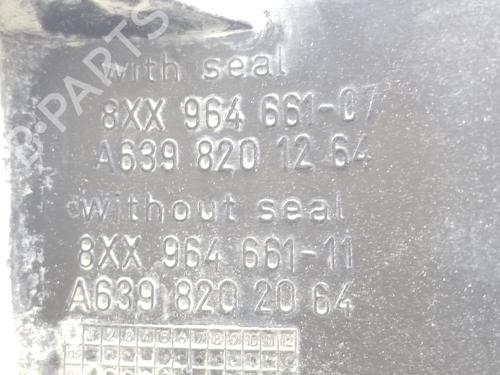 B-PARTS
with seal
8XX 964 661-07
A639 820 12 64
without seal
8XX 964 661-11
A639 820 20 64